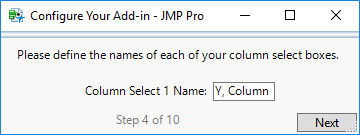 Configure Your Add-in - JMP Pro
Please define the names of each of your column select boxes.
Column Select 1 Name: Y, Column
Step 4 of 10
Next